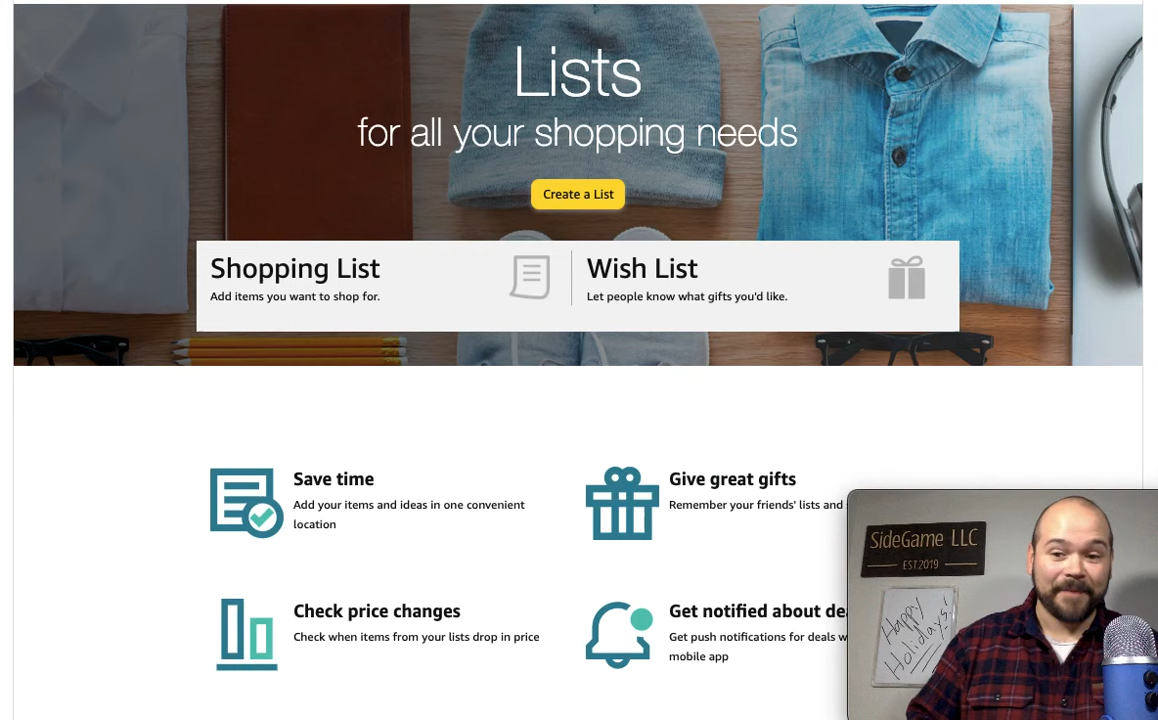 Lists
for all your shopping needs
Create a List
Shopping List
Add items you want to shop for.
Wish List
Let people know what gifts you'd like.
Save time
Add your items and ideas in one convenient
location
Give great gifts
Remember your friends' lists and
Check price changes
Check when items from your lists drop in price
Get notified about
Get push notifications for deals
mobile app
SideGame LLC
EST.2019
Happy
Holidays!